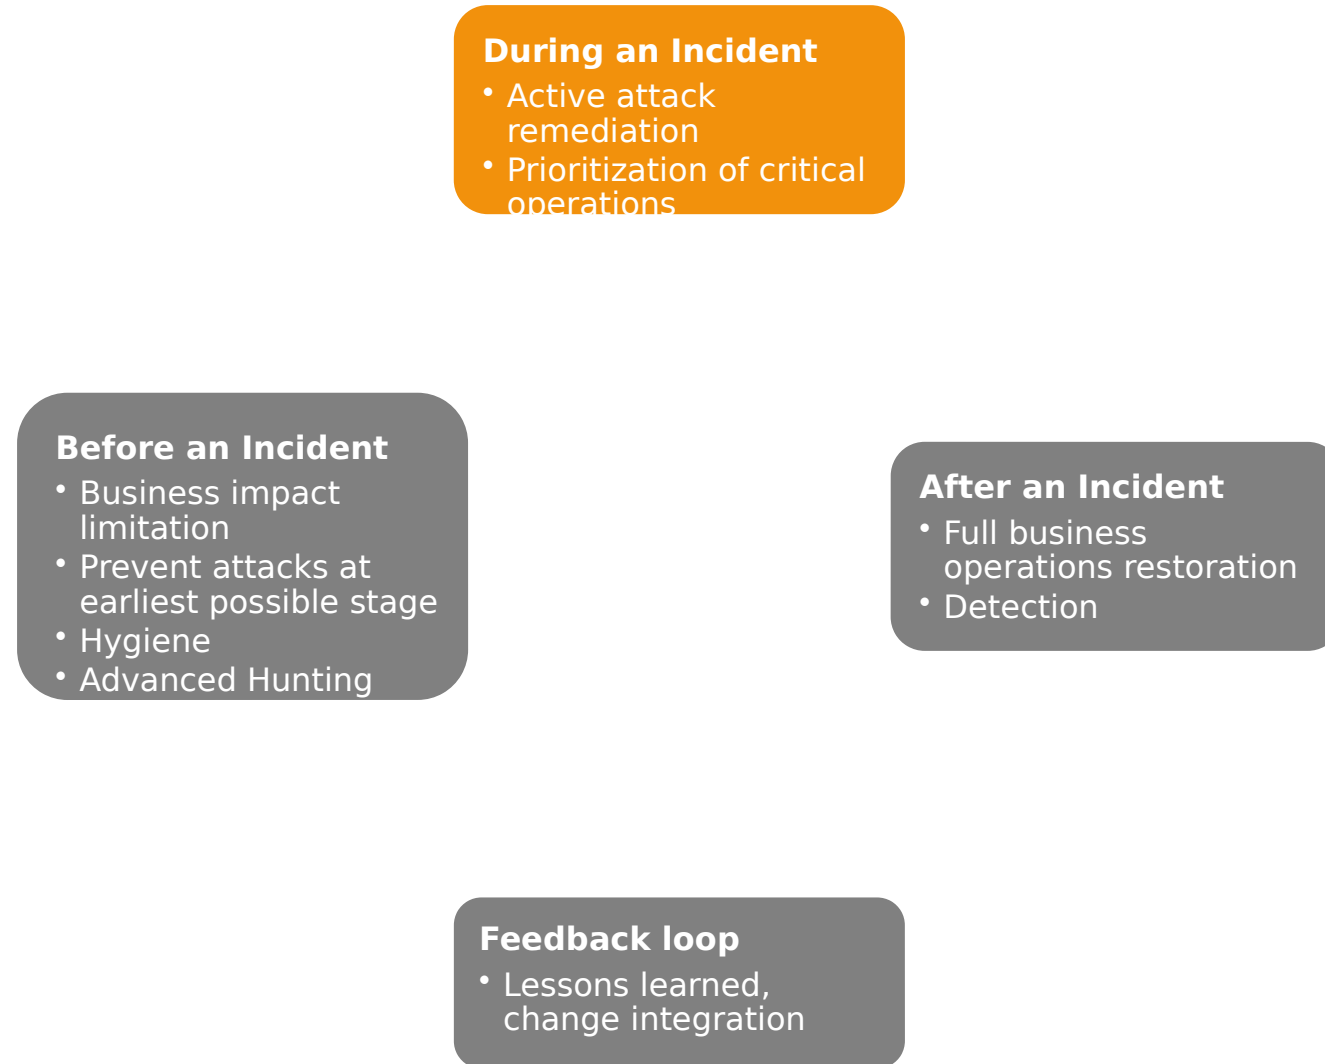 During an Incident
• Active attack
remediation
• Prioritization of critical
operations
Before an Incident
• Business impact
limitation
• Prevent attacks at
earliest possible stage
• Hygiene
• Advanced Hunting
After an Incident
• Full business
operations restoration
• Detection
Feedback loop
• Lessons learned,
change integration